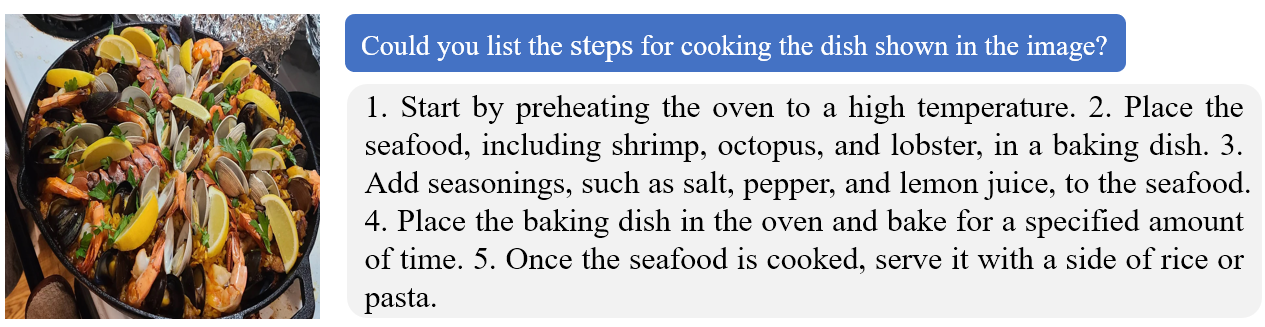 Could you list the steps for cooking the dish shown in the image?
1. Start by preheating the oven to a high temperature. 2. Place the
seafood, including shrimp, octopus, and lobster, in a baking dish. 3.
Add seasonings, such as salt, pepper, and lemon juice, to the seafood.
4. Place the baking dish in the oven and bake for a specified amount
of time. 5. Once the seafood is cooked, serve it with a side of rice or
pasta.